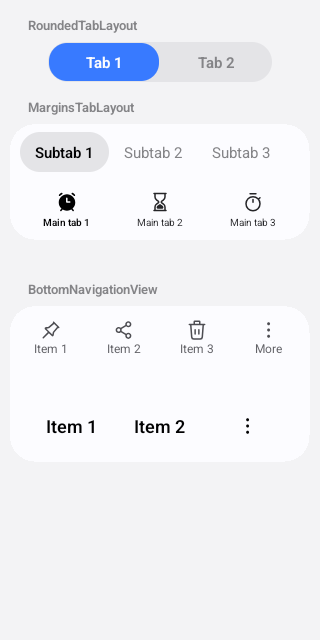 RoundedTabLayout
Tab 1 Tab 2
MarginsTabLayout
Subtab 1 Subtab 2 Subtab 3
Main tab 1 Main tab 2 Main tab 3
BottomNavigationView
Item 1 Item 2 Item 3 More
Item 1 Item 2